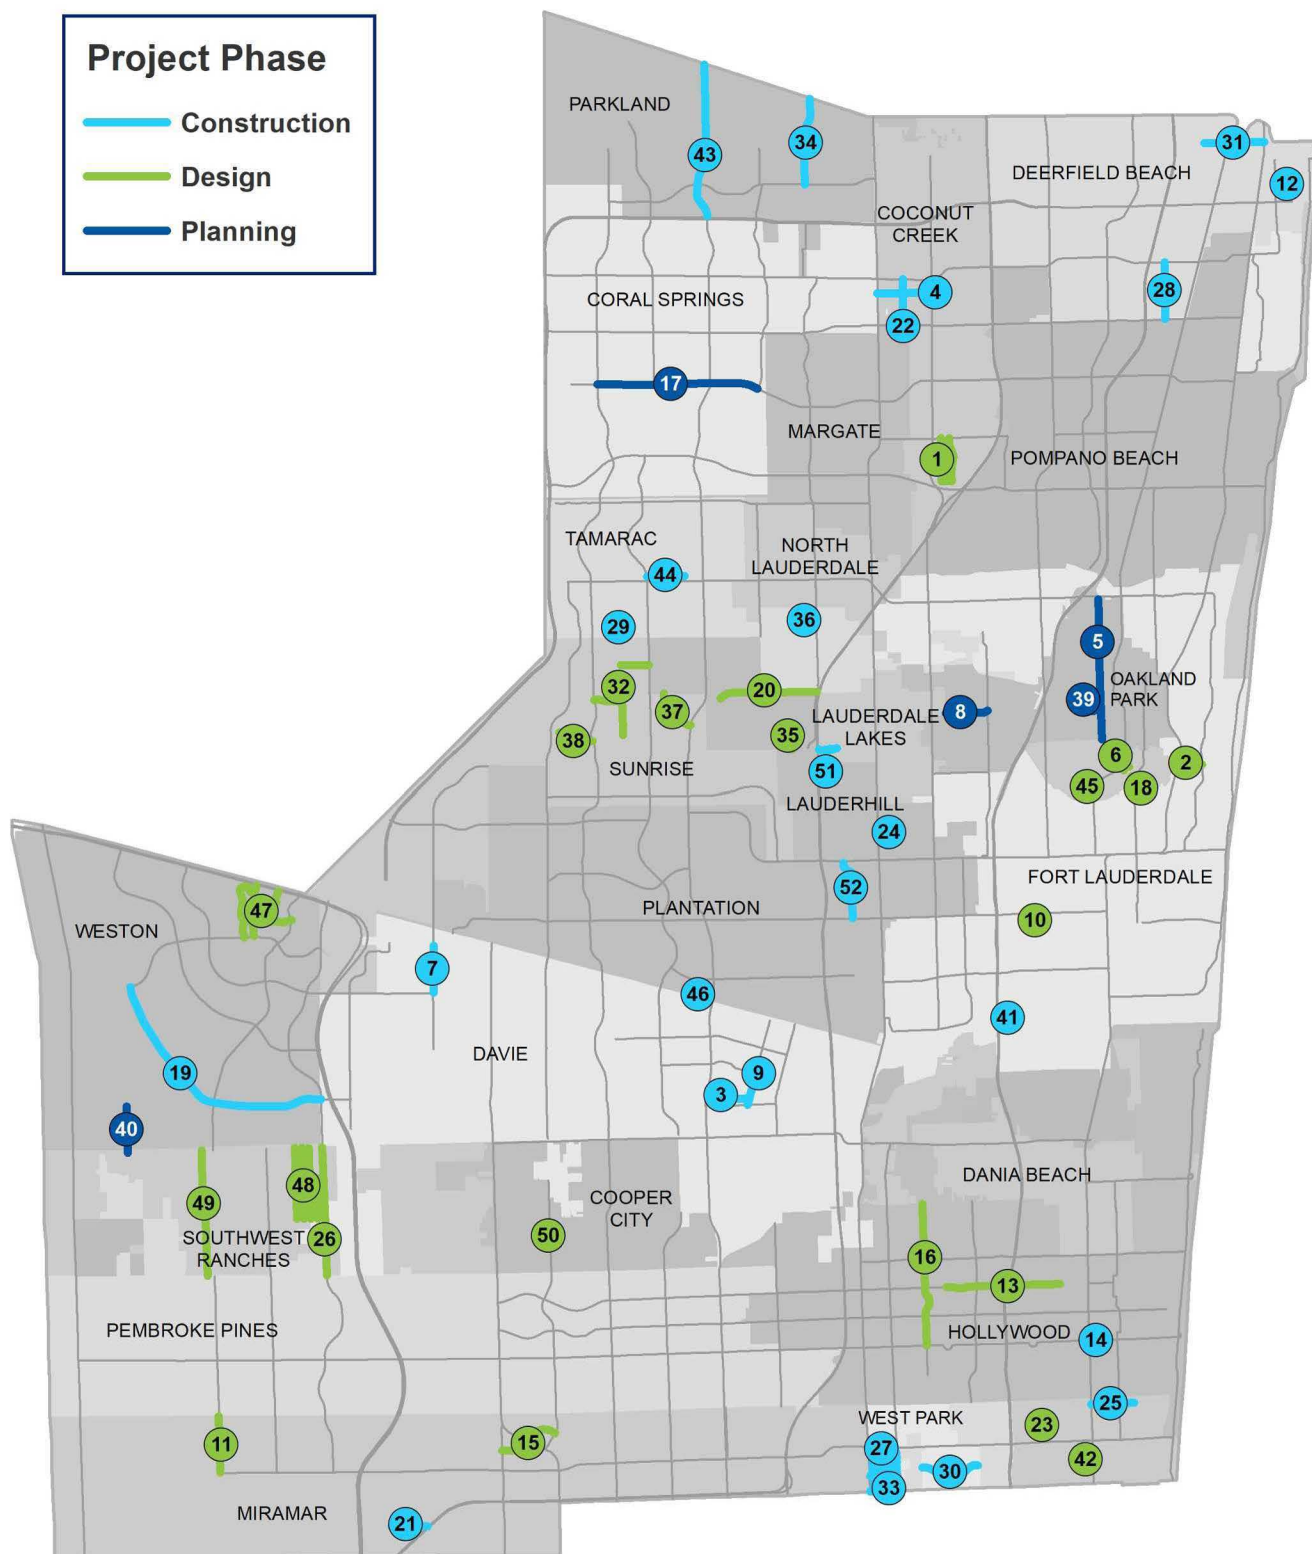 Project Phase
Construction
Design
Planning
PARKLAND
43
34
31
DEERFIELD BEACH
12
COCONUT
CREEK
CORAL SPRINGS
4
28
22
17
MARGATE
1
POMPANO BEACH
TAMARAC
NORTH
LAUDERDALE
44
29
36
5
32
20
OAKLAND
PARK
39
37
8
LAUDERDALE
LAKES
38
35
6
2
SUNRISE
51
45
18
LAUDERHILL
24
52
FORT LAUDERDALE
47
PLANTATION
10
WESTON
7
46
41
DAVIE
19
9
3
40
48
DANIA BEACH
49
COOPER
CITY
SOUTHWEST
RANCHES
26
50
16
13
PEMBROKE PINES
HOLLYWOOD
14
25
WEST PARK
23
11
15
27
42
30
33
MIRAMAR
21